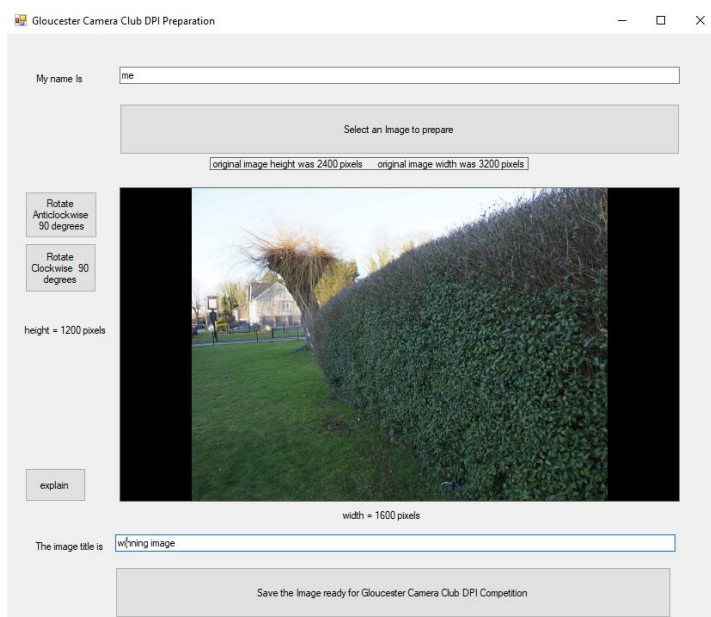 Gloucester Camera Club DPI Preparation
My name Is
me
Select an Image to prepare
original image height was 2400 pixels
original image width was 3200 pixels
Rotate
Anticlockwise
90 degrees
Rotate
Clockwise 90
degrees
height = 1200 pixels
explain
width = 1600 pixels
The image title is
winning image
Save the Image ready for Gloucester Camera Club DPI Competition